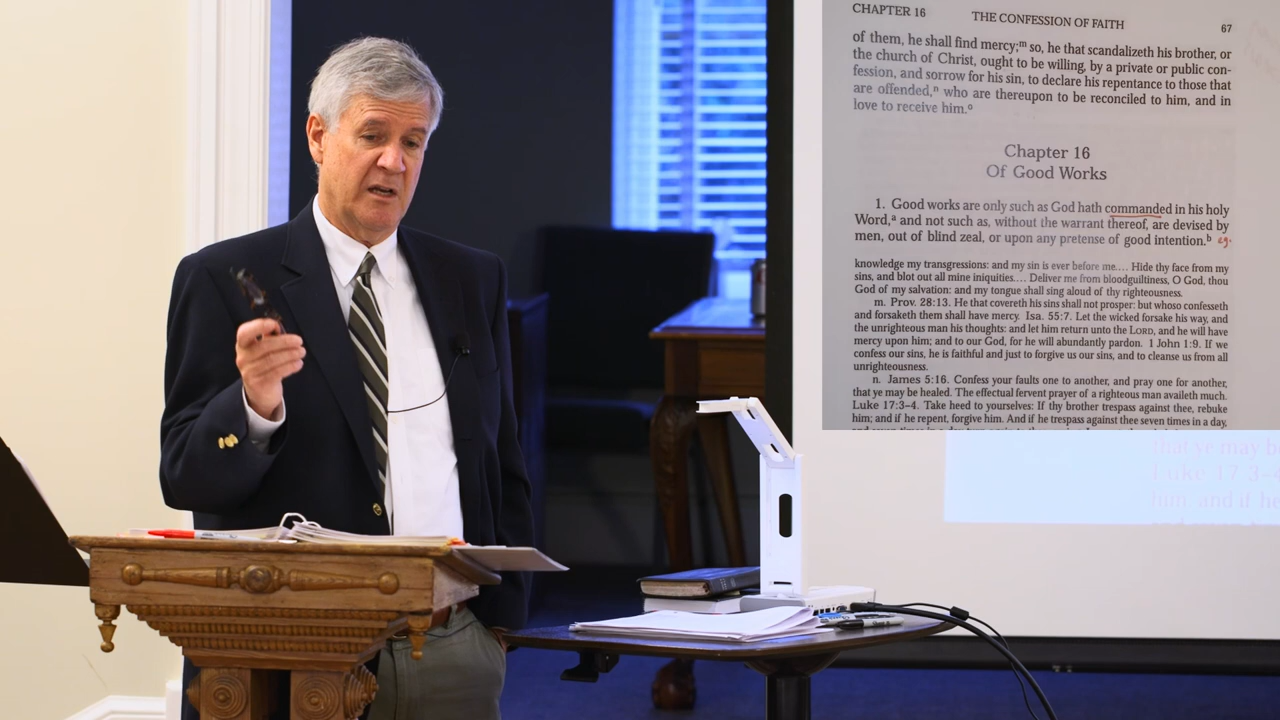 CHAPTER 16 THE CONFESSION OF FAITH 67
of them, he shall find mercy;ᵐ so, he that scandalizeth his brother, or
the church of Christ, ought to be willing, by a private or public con-
fession, and sorrow for his sin, to declare his repentance to those that
are offended,ⁿ who are thereupon to be reconciled to him, and in
love to receive him.ᵒ
Chapter 16
Of Good Works
1. Good works are only such as God hath commanded in his holy
Word,ᵃ and not such as, without the warrant thereof, are devised by
men, out of blind zeal, or upon any pretense of good intention.ᵇ eg.
knowledge my transgressions: and my sin is ever before me.... Hide thy face from my
sins, and blot out all mine iniquities.... Deliver me from bloodguiltiness, O God, thou
God of my salvation: and my tongue shall sing aloud of thy righteousness.
m. Prov. 28:13. He that covereth his sins shall not prosper: but whoso confesseth
and forsaketh them shall have mercy. Isa. 55:7. Let the wicked forsake his way, and
the unrighteous man his thoughts: and let him return unto the LORD, and he will have
mercy upon him; and to our God, for he will abundantly pardon. 1 John 1:9. If we
confess our sins, he is faithful and just to forgive us our sins, and to cleanse us from all
unrighteousness.
n. James 5:16. Confess your faults one to another, and pray one for another,
that ye may be healed. The effectual fervent prayer of a righteous man availeth much.
Luke 17:3–4. Take heed to yourselves: If thy brother trespass against thee, rebuke
him; and if he repent, forgive him. And if he trespass against thee seven times in a day,
that ye may be
Luke 17:3–4
him; and if he